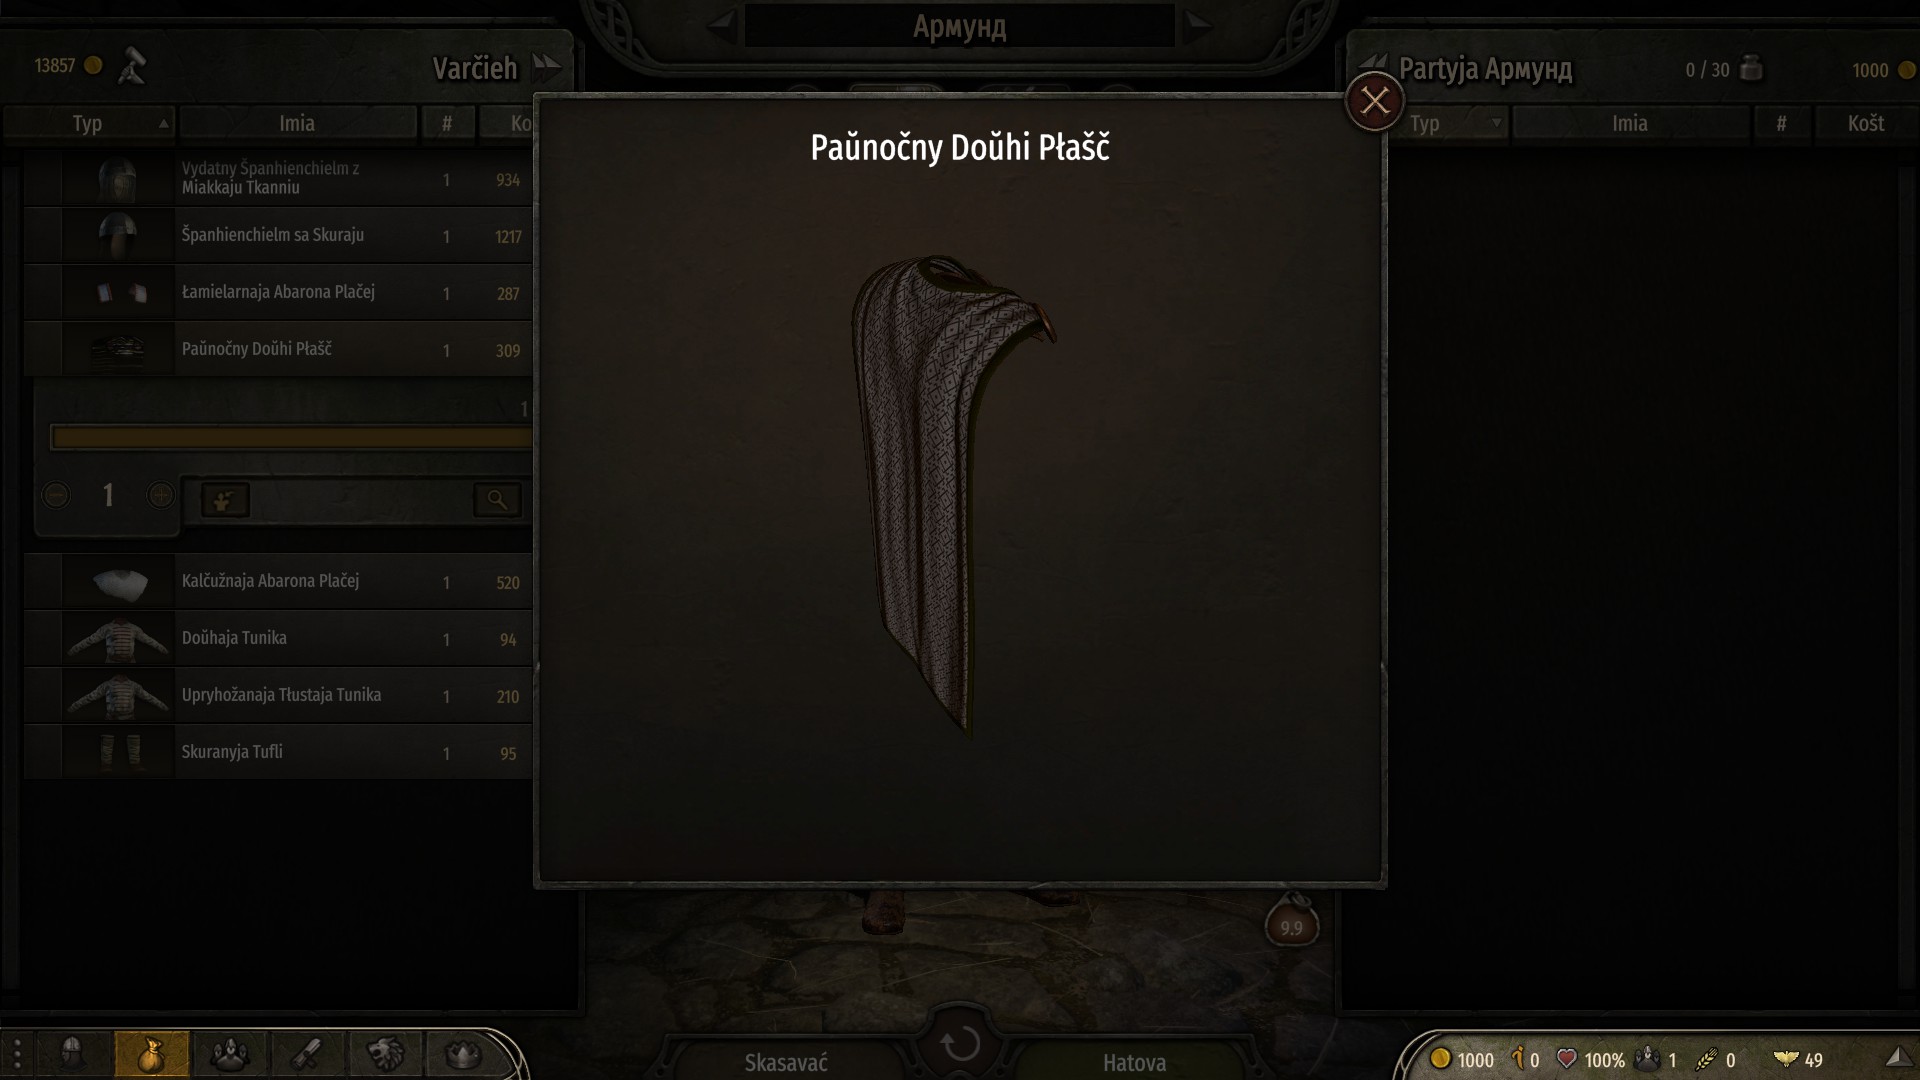 Армунд
13857
Varčieh
Partyja Армунд
0 / 30
1000
Typ
Imia
#
Ko
Typ
Imia
#
Košt
Paŭnočny Doŭhi Płašč
Vydatny Španhienchielm z
Miakkaju Tkanniu
1
934
Španhienchielm sa Skuraju
1
1217
Łamielarnaja Abarona Plačej
1
287
Paŭnočny Doŭhi Płašč
1
309
1
1
Kalčužnaja Abarona Plačej
1
520
Doŭhaja Tunika
1
94
Upryhožanaja Tłustaja Tunika
1
210
Skuranyja Tufli
1
95
9.9
Skasavać
Hatova
1000
0
100%
1
0
49